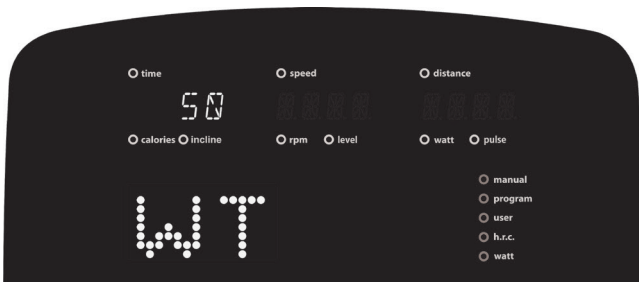 time speed distance
50
calories incline rpm level watt pulse
manual
program
user
h.r.c.
watt
WT